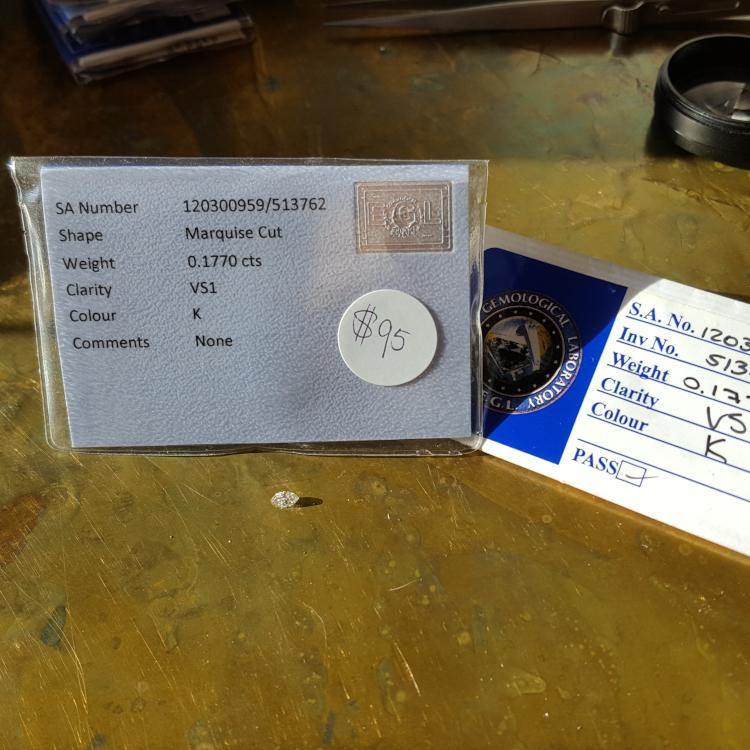 SA Number 120300959/513762
Shape Marquise Cut
Weight 0.1770 cts
Clarity VS1
Colour K
Comments None
EGL
$95
GEMOLOGICAL LABORATORY
E.G.L.
S.A. No. 1203
Inv No. 513
Weight 0.17
Clarity VS
Colour K
PASS